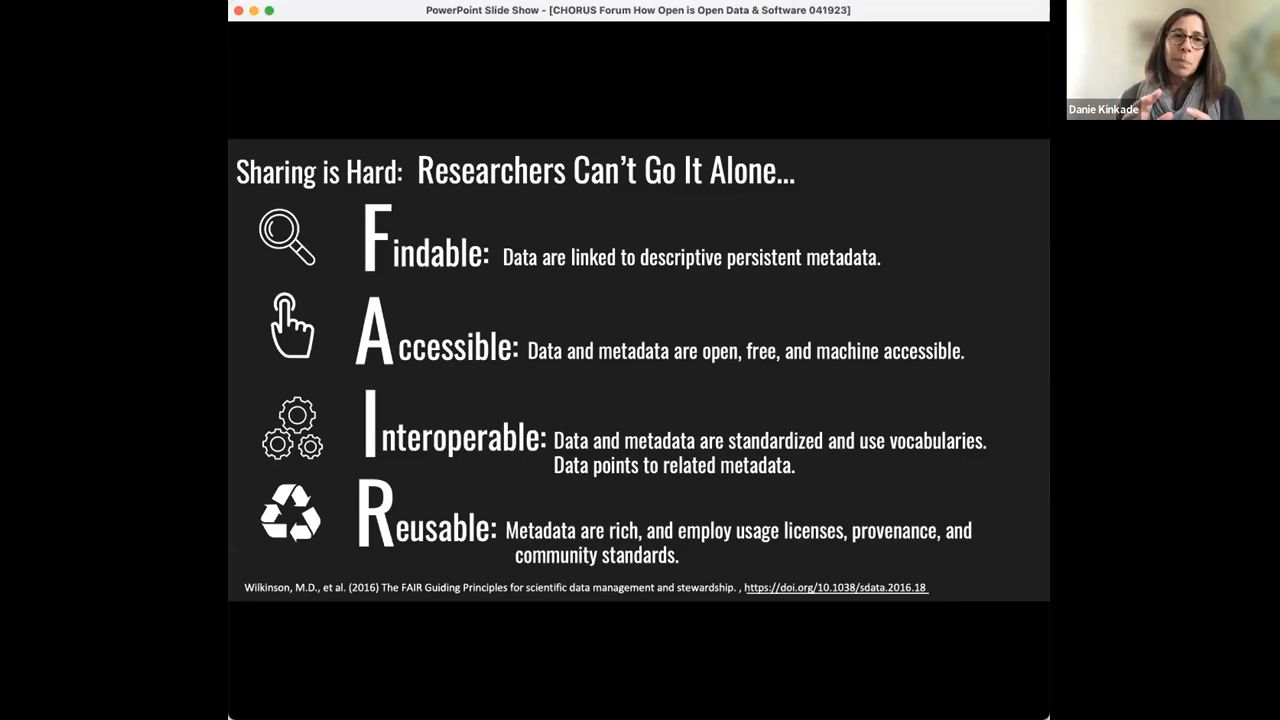 PowerPoint Slide Show - [CHORUS Forum How Open is Open Data & Software 041923]
Danie Kinkade
Sharing is Hard: Researchers Can't Go It Alone...
Findable: Data are linked to descriptive persistent metadata.
Accessible: Data and metadata are open, free, and machine accessible.
Interoperable: Data and metadata are standardized and use vocabularies.
Data points to related metadata.
Reusable: Metadata are rich, and employ usage licenses, provenance, and
community standards.
Wilkinson, M.D., et al. (2016) The FAIR Guiding Principles for scientific data management and stewardship. , https://doi.org/10.1038/sdata.2016.18